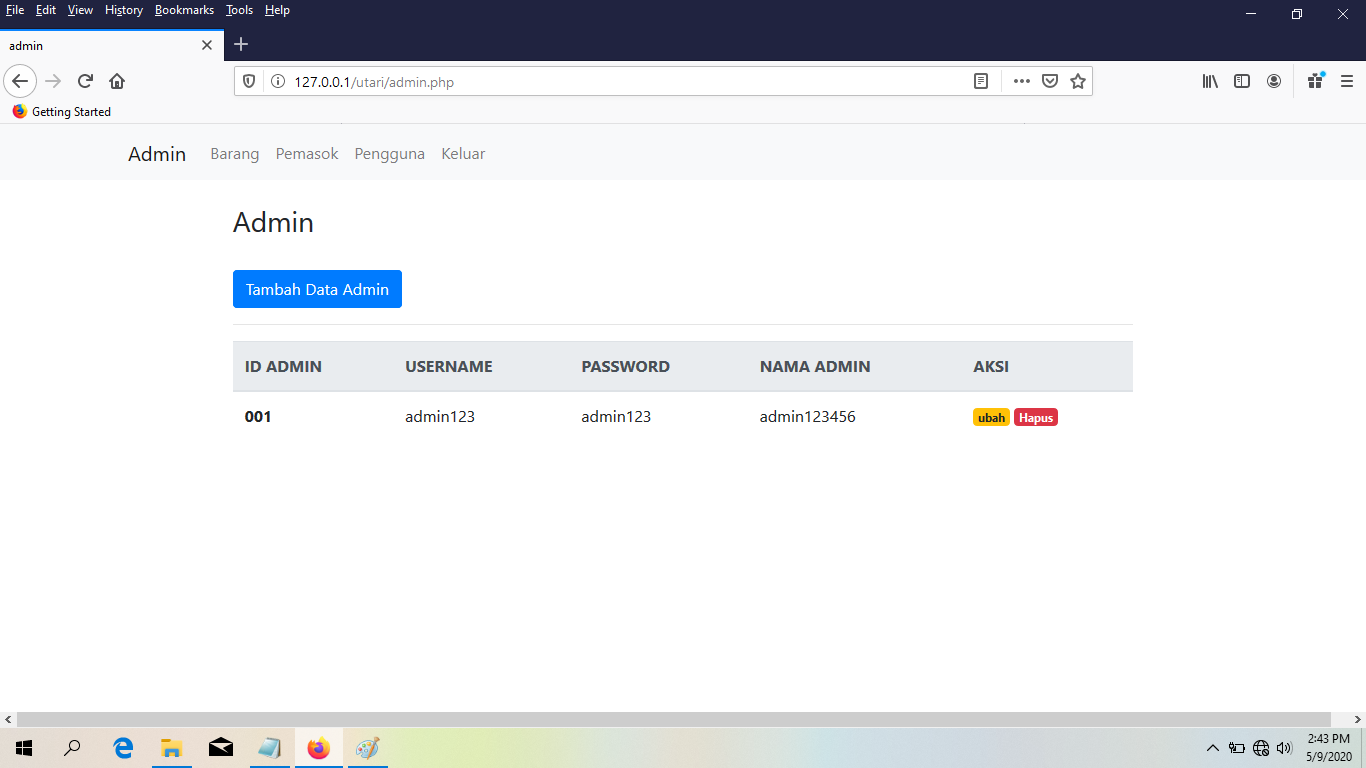 File Edit View History Bookmarks Tools Help
admin
127.0.0.1/utari/admin.php
Getting Started
Admin Barang Pemasok Pengguna Keluar
Admin
Tambah Data Admin
ID ADMIN USERNAME PASSWORD NAMA ADMIN AKSI
001 admin123 admin123 admin123456 ubah Hapus
2:43 PM
5/9/2020